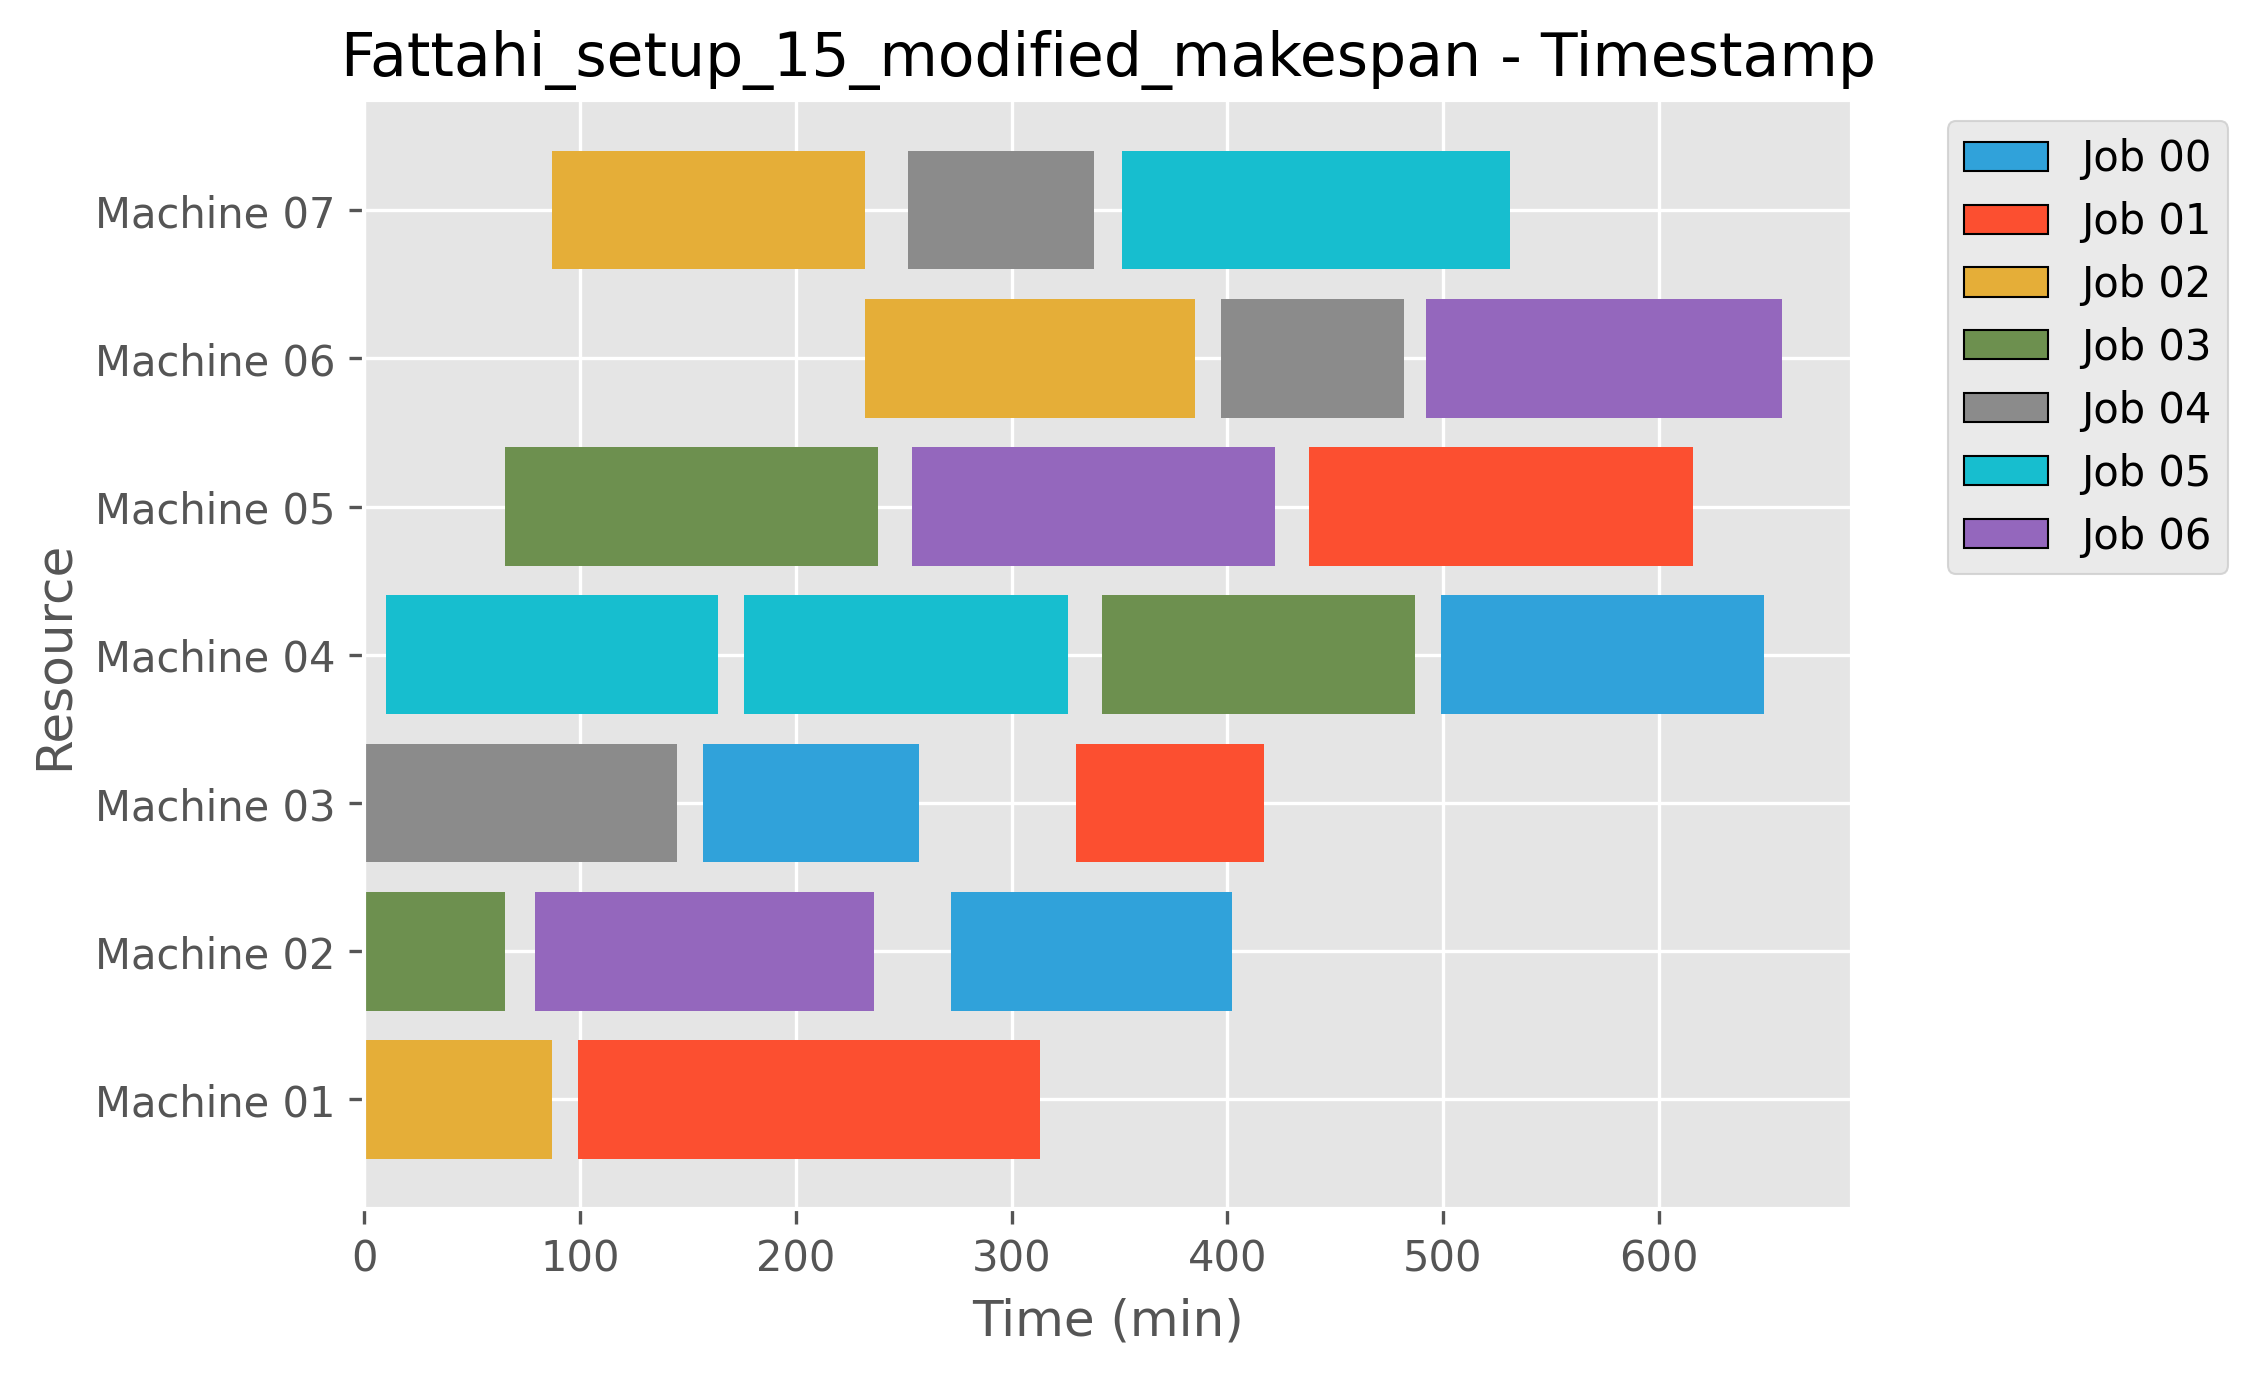 Fattahi_setup_15_modified_makespan - Timestamp
Machine 07
Machine 06
Machine 05
Machine 04
Machine 03
Machine 02
Machine 01
Resource
0 100 200 300 400 500 600
Time (min)
Job 00
Job 01
Job 02
Job 03
Job 04
Job 05
Job 06